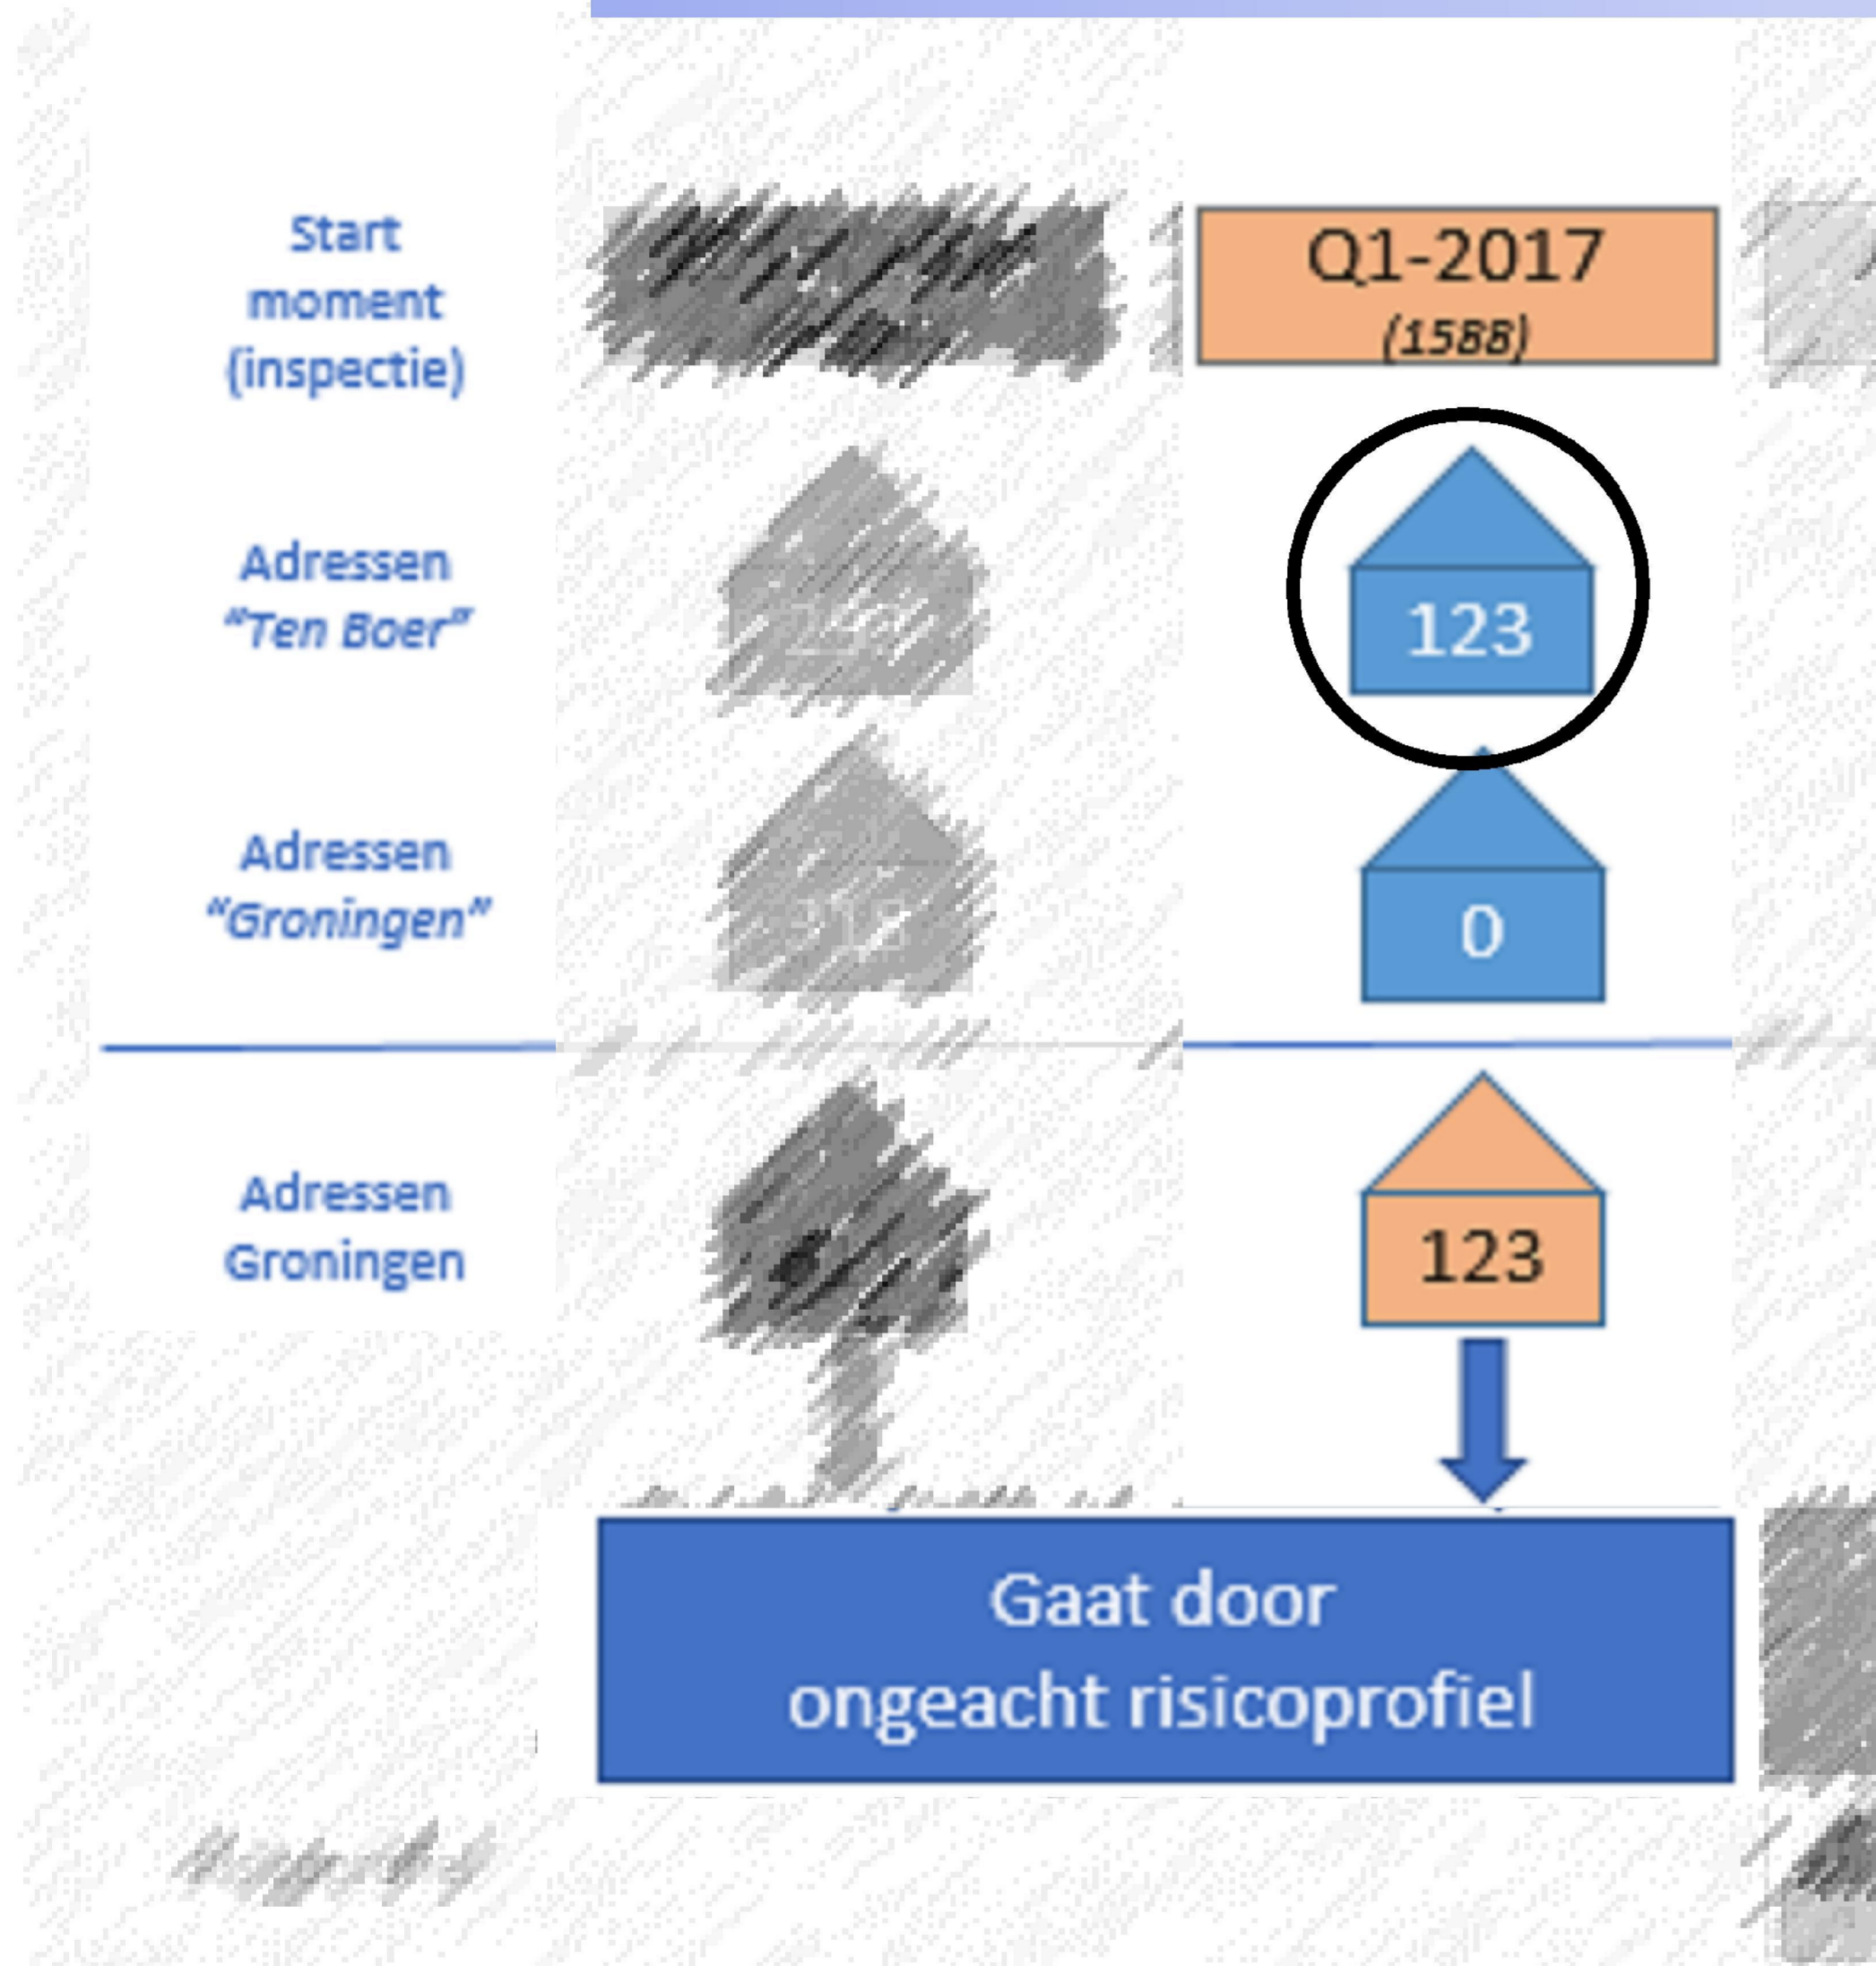 Start
moment
(inspectie)
Q1-2017
(1588)
Adressen
“Ten Boer”
123
Adressen
“Groningen”
0
Adressen
Groningen
123
Gaat door
ongeacht risicoprofiel